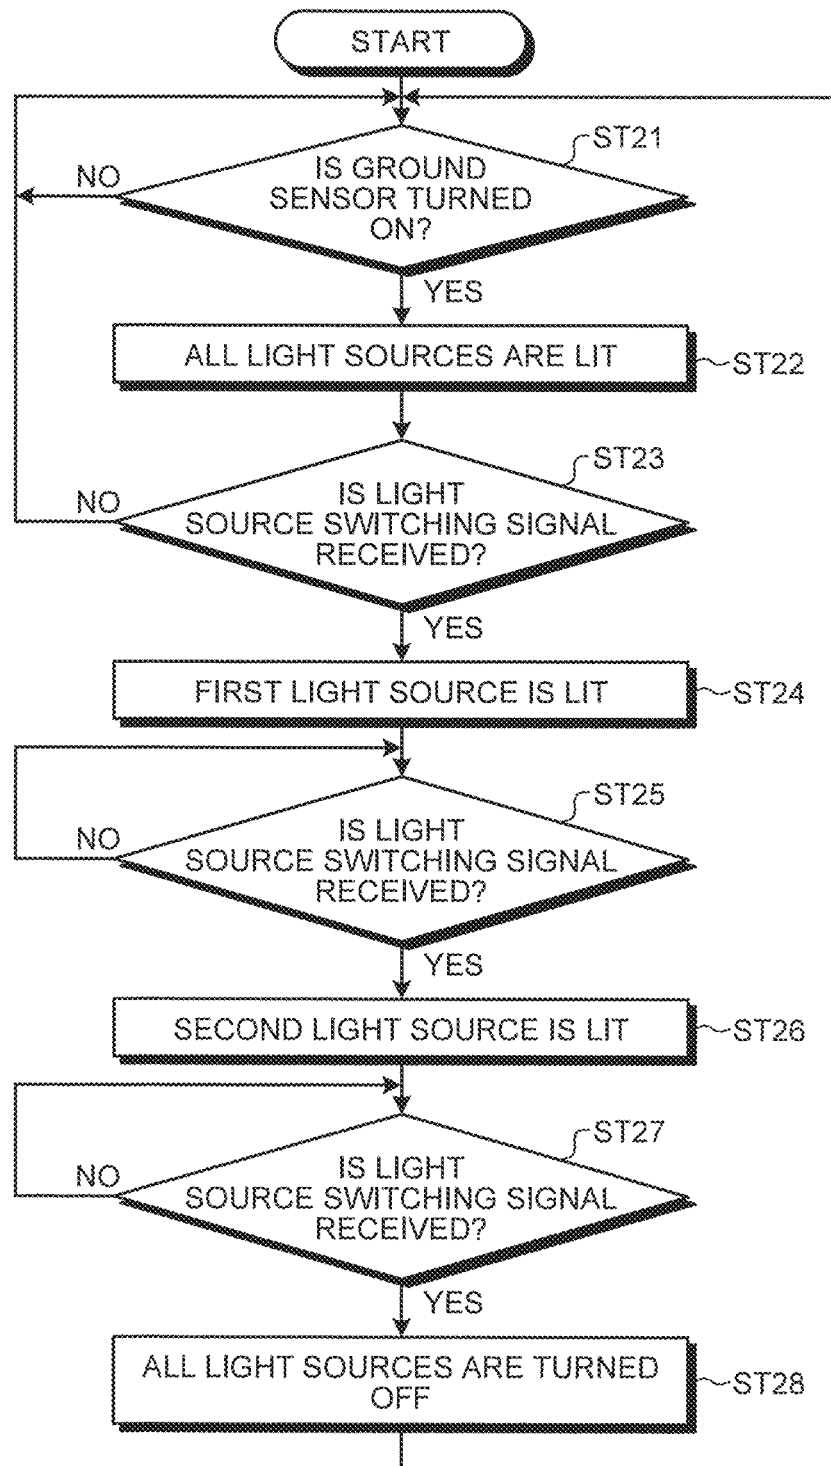 START
ST21
NO
IS GROUND
SENSOR TURNED
ON?
YES
ALL LIGHT SOURCES ARE LIT
ST22
ST23
NO
IS LIGHT
SOURCE SWITCHING SIGNAL
RECEIVED?
YES
FIRST LIGHT SOURCE IS LIT
ST24
ST25
NO
IS LIGHT
SOURCE SWITCHING SIGNAL
RECEIVED?
YES
SECOND LIGHT SOURCE IS LIT
ST26
ST27
NO
IS LIGHT
SOURCE SWITCHING SIGNAL
RECEIVED?
YES
ALL LIGHT SOURCES ARE TURNED
OFF
ST28